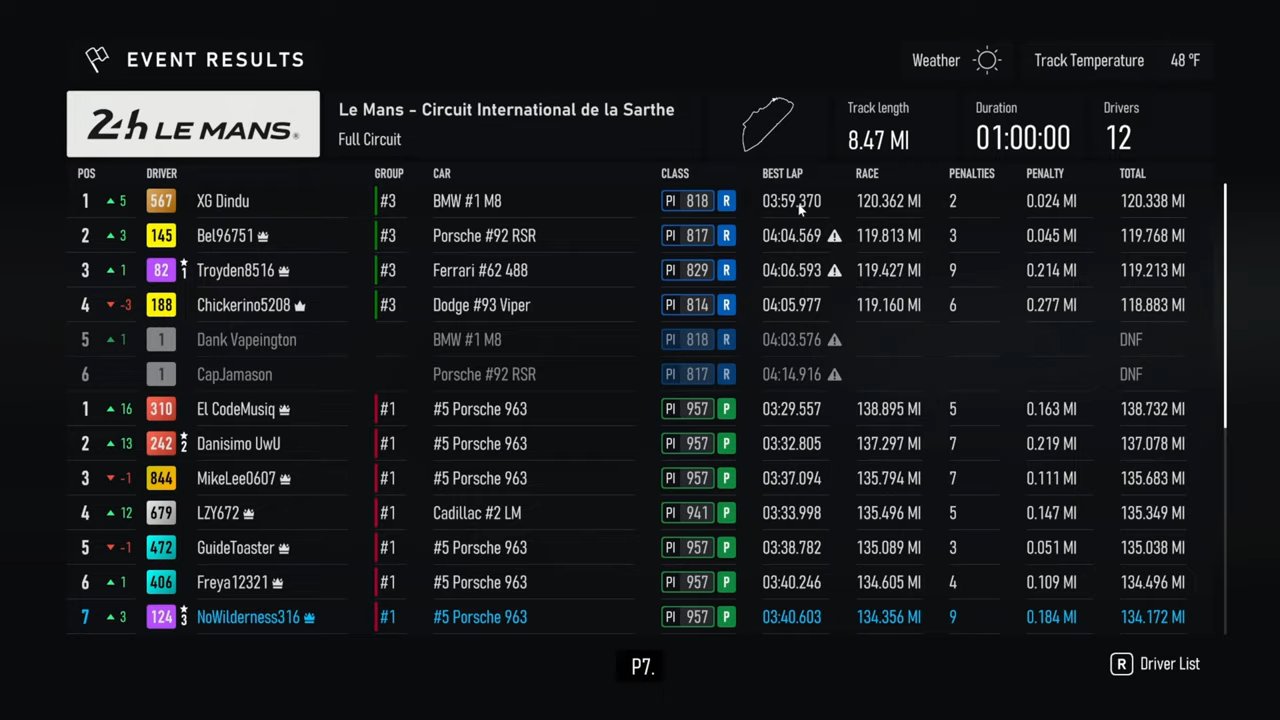 EVENT RESULTS
Weather Track Temperature 48 °F
24h LE MANS®
Le Mans - Circuit International de la Sarthe
Full Circuit
Track length
8.47 MI
Duration
01:00:00
Drivers
12
POS DRIVER GROUP CAR CLASS BEST LAP RACE PENALTIES PENALTY TOTAL
1 5 567 XG Dindu #3 BMW #1 M8 PI 818 R 03:59.370 120.362 MI 2 0.024 MI 120.338 MI
2 3 145 Bel96751 #3 Porsche #92 RSR PI 817 R 04:04.569 119.813 MI 3 0.045 MI 119.768 MI
3 1 82 1 Troyden8516 #3 Ferrari #62 488 PI 829 R 04:06.593 119.427 MI 9 0.214 MI 119.213 MI
4 -3 188 Chickerino5208 #3 Dodge #93 Viper PI 814 R 04:05.977 119.160 MI 6 0.277 MI 118.883 MI
5 1 1 Dank Vapeington BMW #1 M8 PI 818 R 04:03.576 DNF
6 1 CapJamason Porsche #92 RSR PI 817 R 04:14.916 DNF
1 16 310 El CodeMusiq #1 #5 Porsche 963 PI 957 P 03:29.557 138.895 MI 5 0.163 MI 138.732 MI
2 13 242 2 Danisimo UwU #1 #5 Porsche 963 PI 957 P 03:32.805 137.297 MI 7 0.219 MI 137.078 MI
3 -1 844 MikeLee0607 #1 #5 Porsche 963 PI 957 P 03:37.094 135.794 MI 7 0.111 MI 135.683 MI
4 12 679 LZY672 #1 Cadillac #2 LM PI 941 P 03:33.998 135.496 MI 5 0.147 MI 135.349 MI
5 -1 472 GuideToaster #1 #5 Porsche 963 PI 957 P 03:38.782 135.089 MI 3 0.051 MI 135.038 MI
6 1 406 Freya12321 #1 #5 Porsche 963 PI 957 P 03:40.246 134.605 MI 4 0.109 MI 134.496 MI
7 3 124 3 NoWilderness316 #1 #5 Porsche 963 PI 957 P 03:40.603 134.356 MI 9 0.184 MI 134.172 MI
P7.
R Driver List